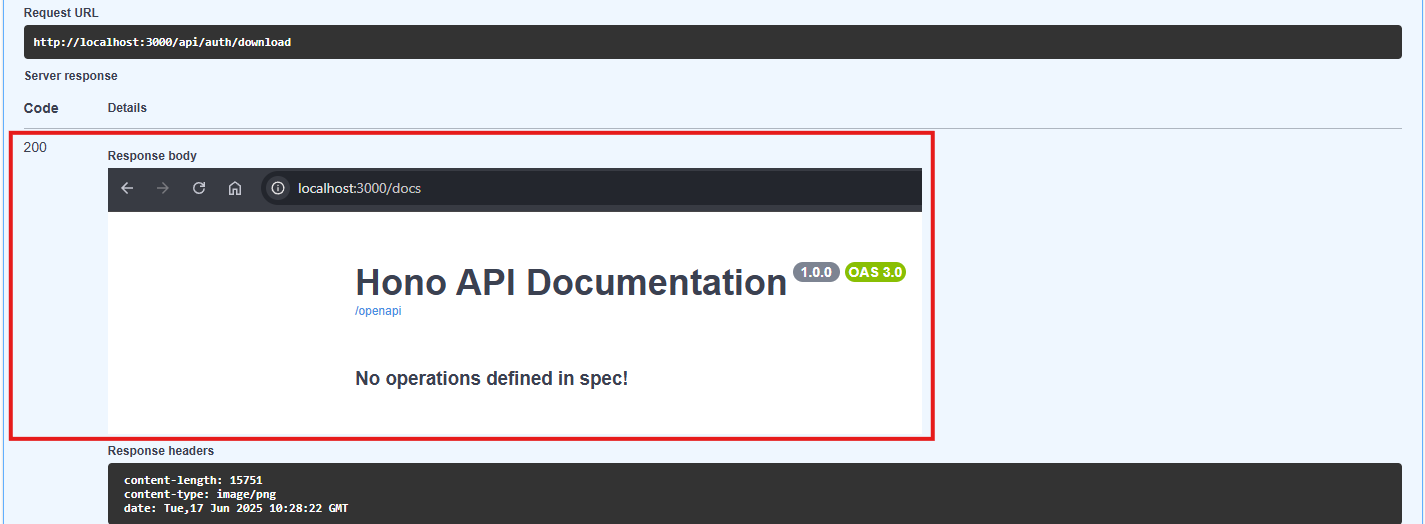 Request URL
http://localhost:3000/api/auth/download
Server response
Code Details
200
Response body
localhost:3000/docs
Hono API Documentation 1.0.0 OAS 3.0
/openapi
No operations defined in spec!
Response headers
content-length: 15751
content-type: image/png
date: Tue,17 Jun 2025 10:28:22 GMT